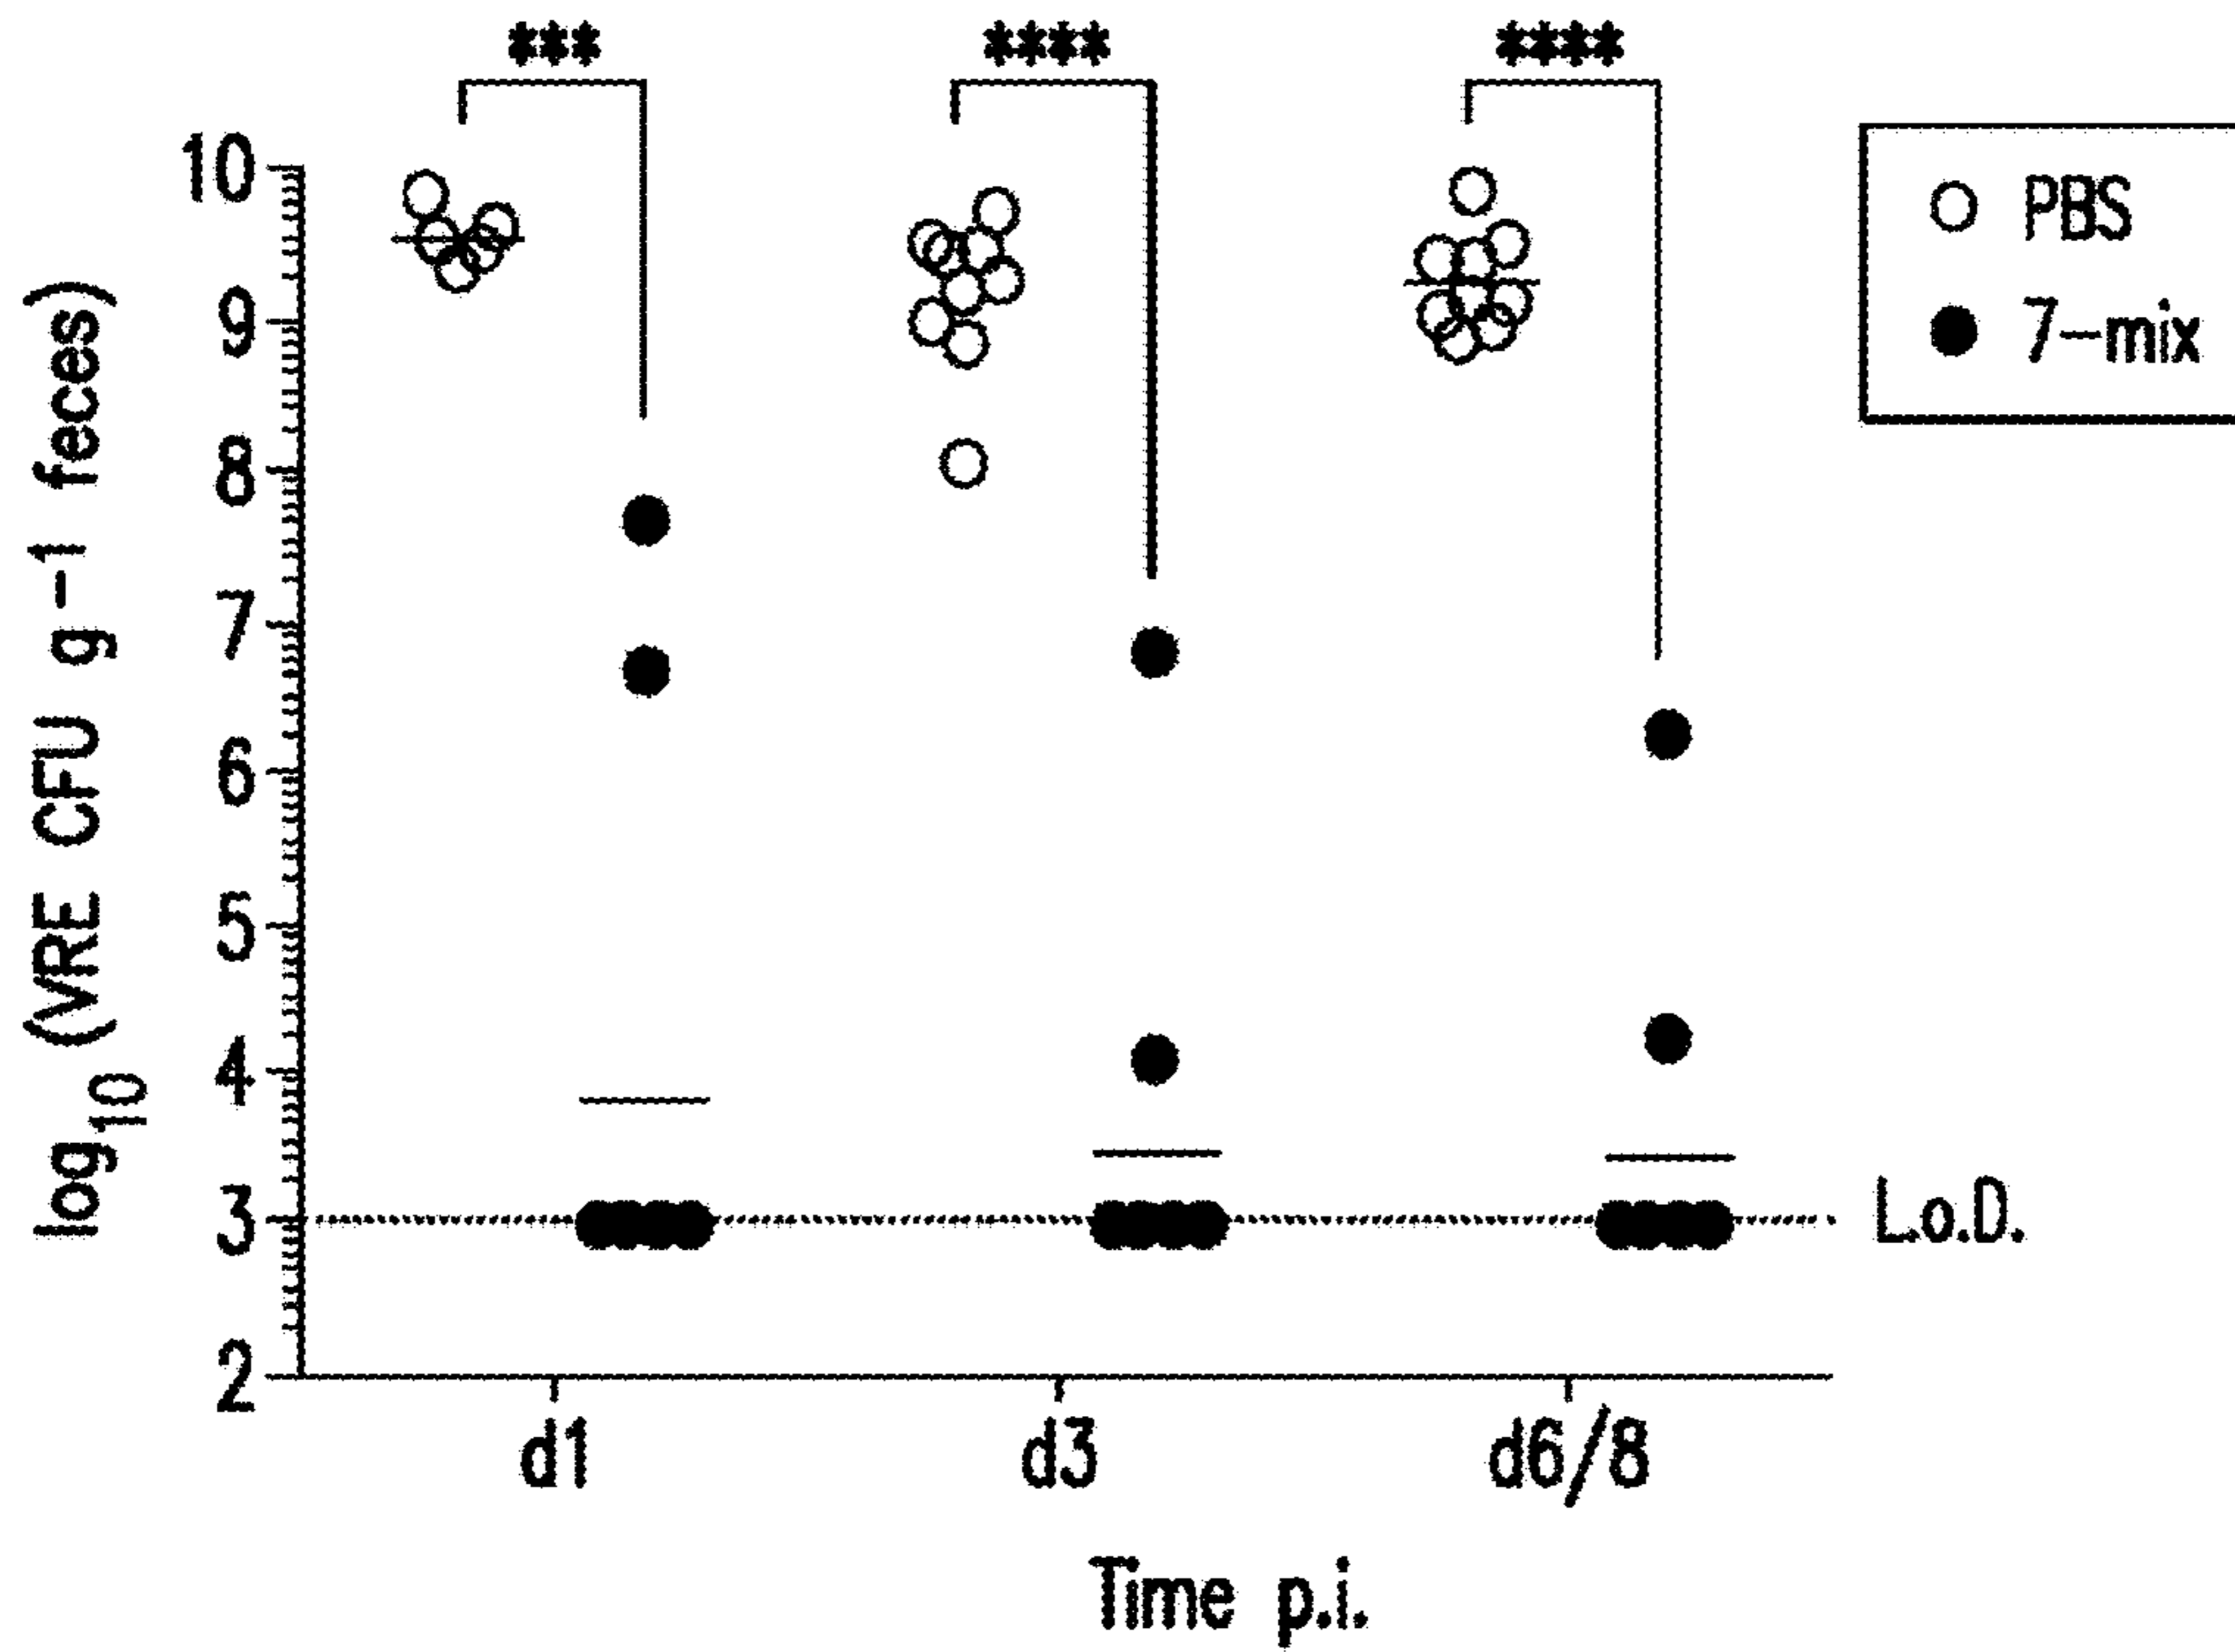 *** **** ****
PBS
7-mix
log10 (VRE CFU g-1 feces)
10
9
8
7
6
5
4
3
2
L.o.D.
d1 d3 d6/8
Time p.i.